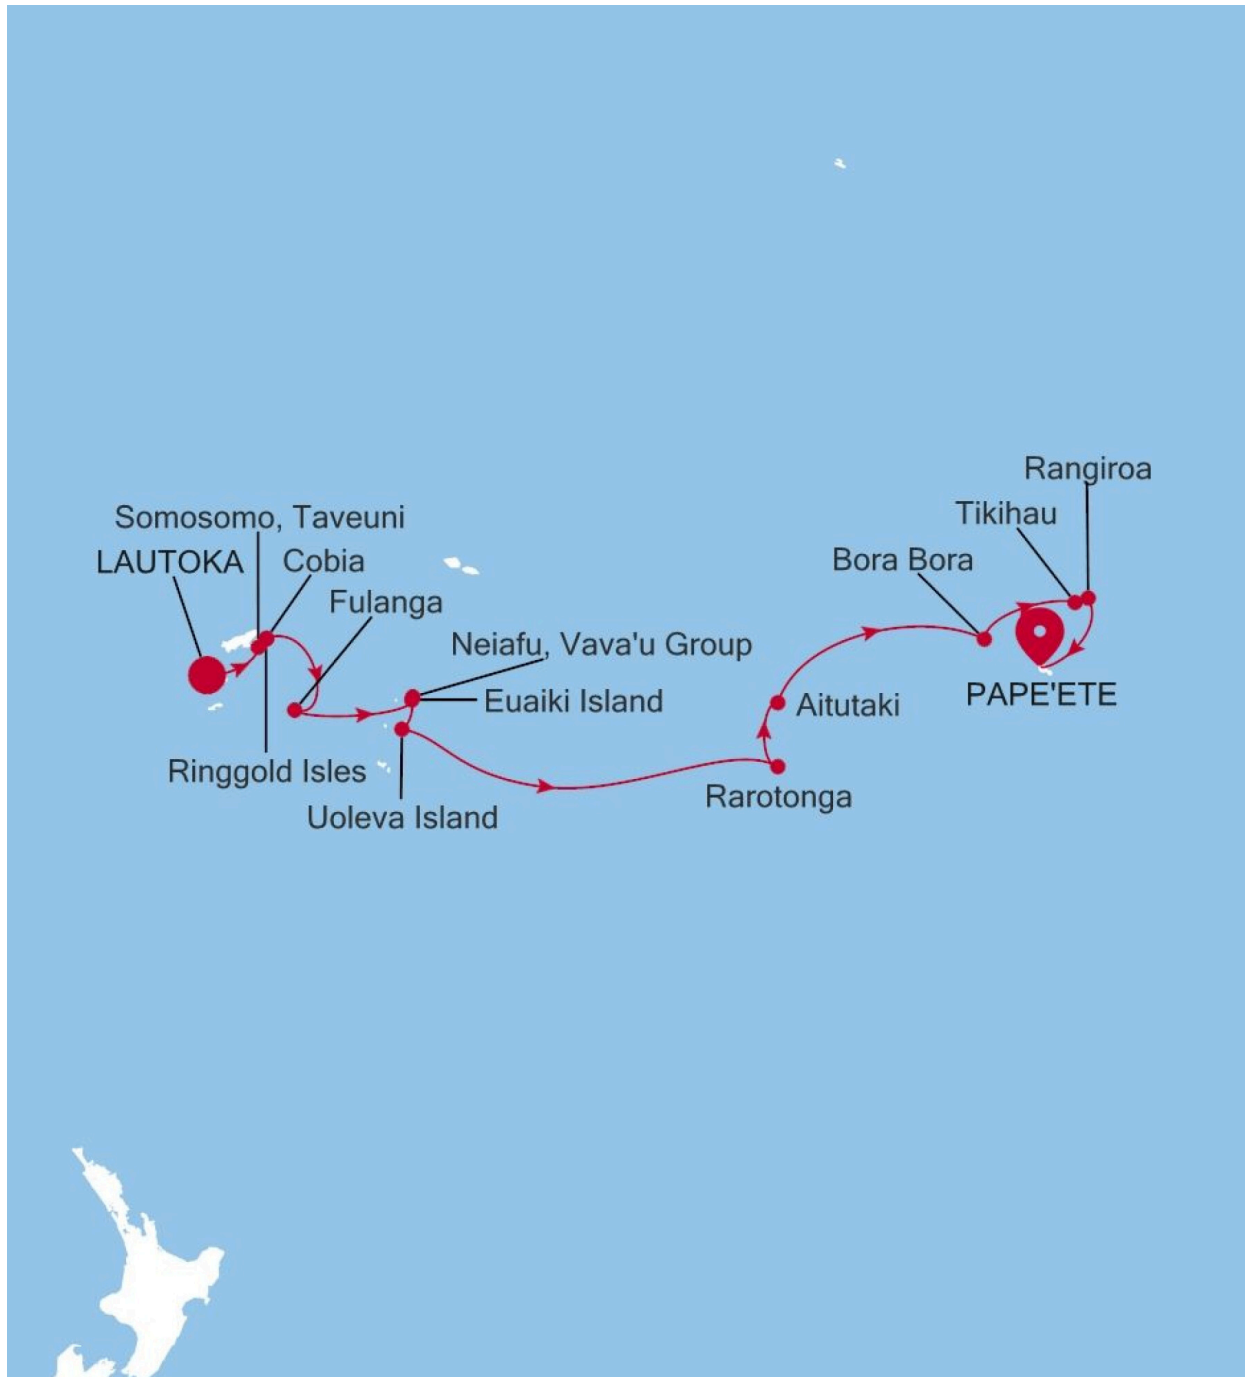 Rangiroa
Tikihau
Somosomo, Taveuni
LAUTOKA
Cobia
Bora Bora
Fulanga
Neiafu, Vava'u Group
Euaiki Island
PAPE'ETE
Aitutaki
Ringgold Isles
Rarotonga
Uoleva Island